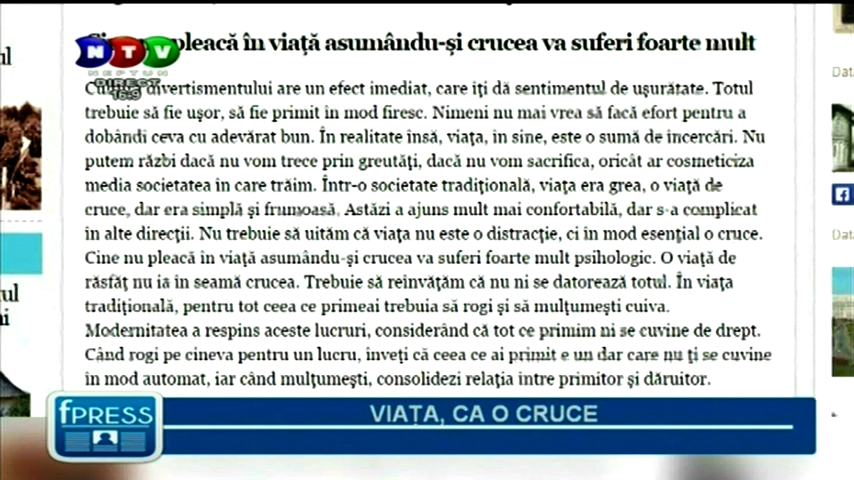 pleacă în viață asumându-și crucea va suferi foarte mult
NTV
NEPTUN
DIRECT
16:9
divertismentului are un efect imediat, care îți dă sentimentul de ușurătate. Totul
trebuie să fie ușor, să fie primit în mod firesc. Nimeni nu mai vrea să facă efort pentru a
dobândi ceva cu adevărat bun. În realitate însă, viața, în sine, este o sumă de încercări. Nu
putem răzbi dacă nu vom trece prin greutăți, dacă nu vom sacrifica, oricât ar cosmeticiza
media societatea în care trăim. Într-o societate tradițională, viața era grea, o viață de
cruce, dar era simplă și frumoasă. Astăzi a ajuns mult mai confortabilă, dar s-a complicat
în alte direcții. Nu trebuie să uităm că viața nu este o distracție, ci în mod esențial o cruce.
Cine nu pleacă în viață asumându-și crucea va suferi foarte mult psihologic. O viață de
răsfăț nu ia în seamă crucea. Trebuie să reînvățăm că nu ni se datorează totul. În viața
tradițională, pentru tot ceea ce primeai trebuia să rogi și să mulțumești cuiva.
Modernitatea a respins aceste lucruri, considerând că tot ce primim ni se cuvine de drept.
Când rogi pe cineva pentru un lucru, înveți că ceea ce ai primit e un dar care nu ți se cuvine
în mod automat, iar când mulțumești, consolidezi relația între primitor și dăruitor.
Data
Data
fPRESS
VIAȚA, CA O CRUCE